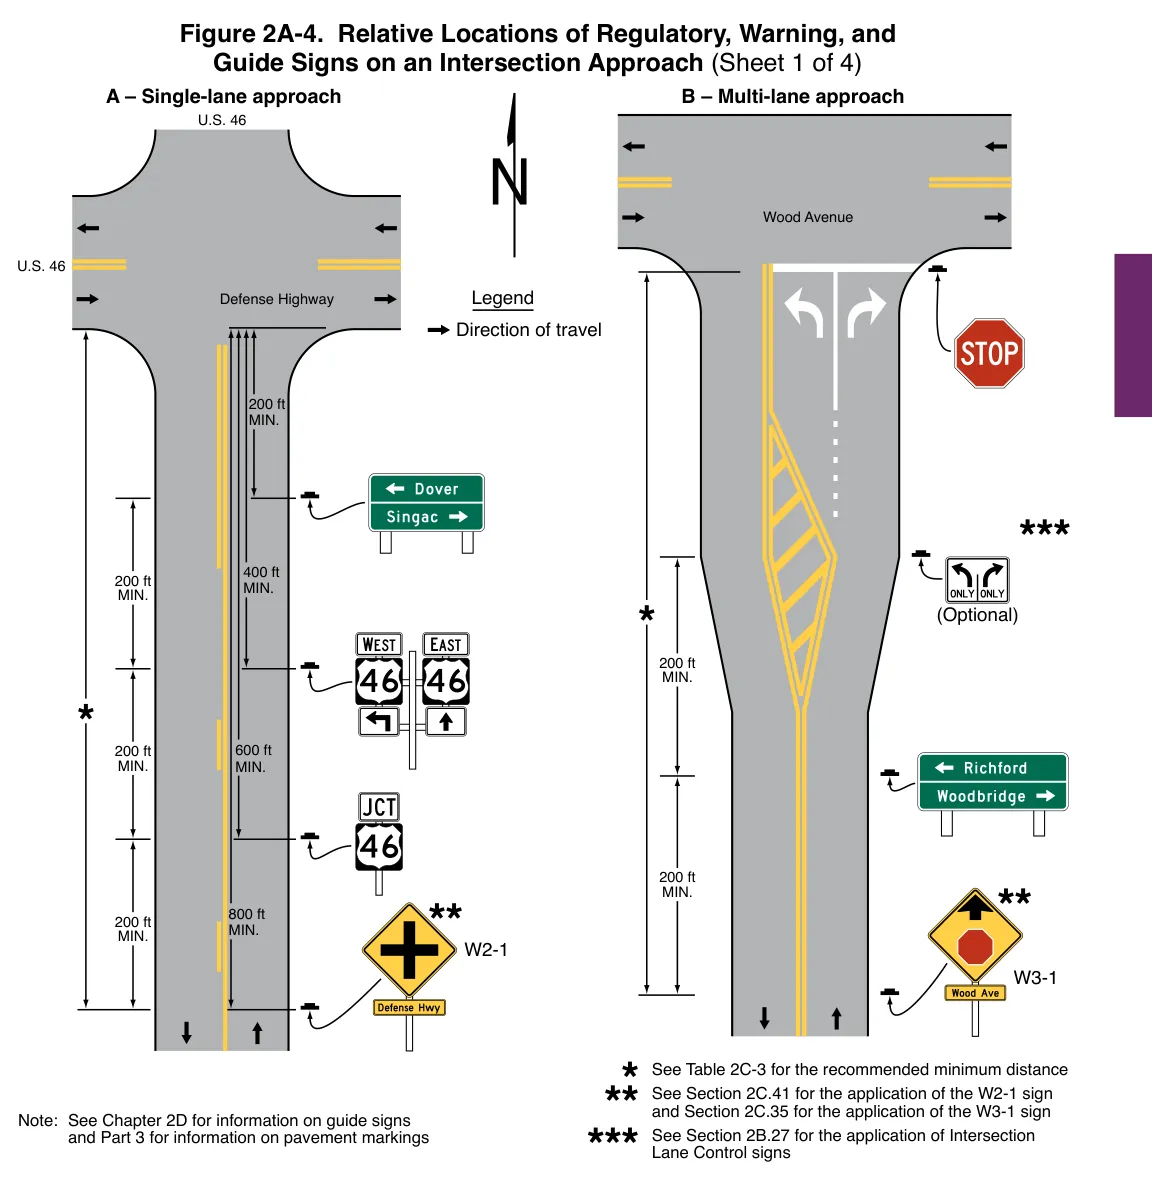 Figure 2A-4. Relative Locations of Regulatory, Warning, and
Guide Signs on an Intersection Approach (Sheet 1 of 4)
A – Single-lane approach
U.S. 46
U.S. 46
Defense Highway
200 ft
MIN.
400 ft
MIN.
600 ft
MIN.
800 ft
MIN.
200 ft
MIN.
200 ft
MIN.
200 ft
MIN.
*
Dover
Singac
WEST
46
EAST
46
JCT
46
**
W2-1
Defense Hwy
N
Legend
Direction of travel
B – Multi-lane approach
Wood Avenue
STOP
***
ONLY ONLY
(Optional)
*
200 ft
MIN.
200 ft
MIN.
Richford
Woodbridge
**
W3-1
Wood Ave
Note: See Chapter 2D for information on guide signs
and Part 3 for information on pavement markings
* See Table 2C-3 for the recommended minimum distance
** See Section 2C.41 for the application of the W2-1 sign
and Section 2C.35 for the application of the W3-1 sign
*** See Section 2B.27 for the application of Intersection
Lane Control signs